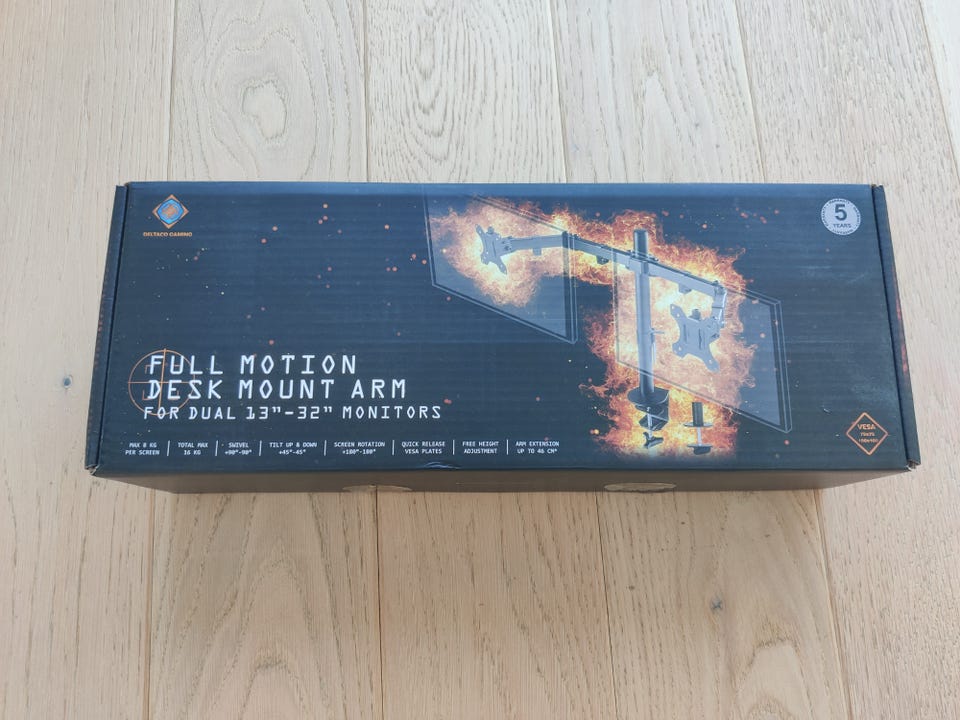 DELTACO GAMING
5
YEARS
FULL MOTION
DESK MOUNT ARM
FOR DUAL 13"-32" MONITORS
MAX 8 KG
PER SCREEN
TOTAL MAX
16 KG
SWIVEL
+90°-90°
TILT UP & DOWN
+45°-45°
SCREEN ROTATION
+180°-180°
QUICK RELEASE
VESA PLATES
FREE HEIGHT
ADJUSTMENT
ARM EXTENSION
UP TO 46 CM*
VESA
75x75
100x100